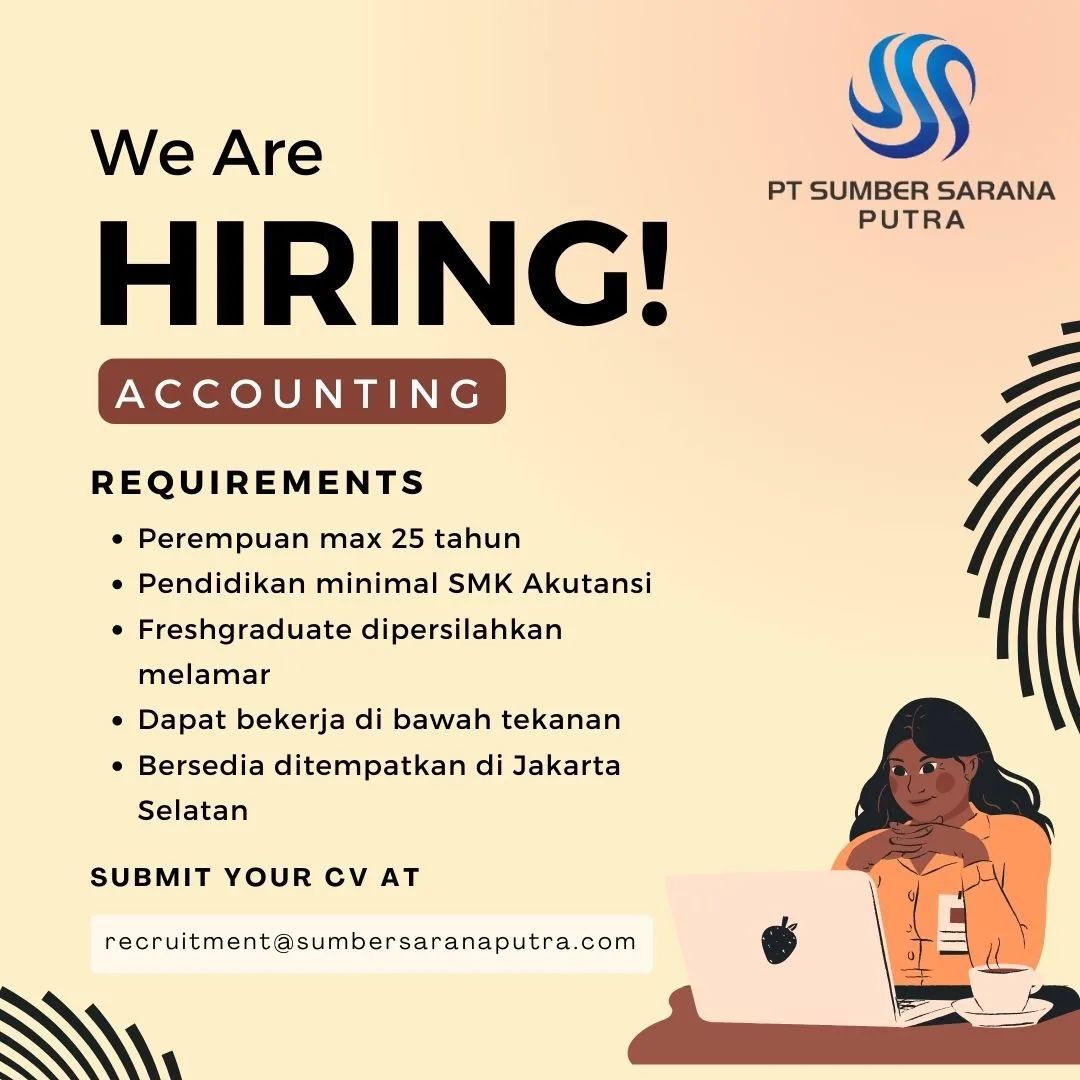 PT SUMBER SARANA
PUTRA
We Are
HIRING!
ACCOUNTING
REQUIREMENTS
• Perempuan max 25 tahun
• Pendidikan minimal SMK Akutansi
• Freshgraduate dipersilahkan
melamar
• Dapat bekerja di bawah tekanan
• Bersedia ditempatkan di Jakarta
Selatan
SUBMIT YOUR CV AT
recruitment@sumbersaranaputra.com